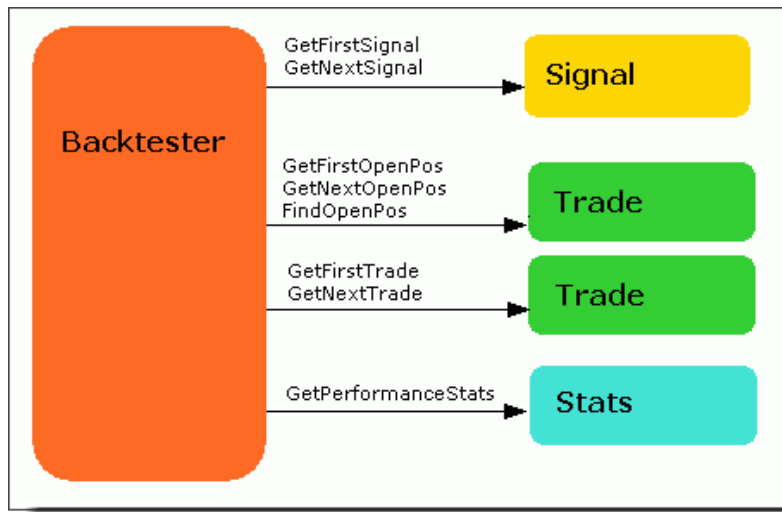 Backtester
GetFirstSignal
GetNextSignal
Signal
GetFirstOpenPos
GetNextOpenPos
FindOpenPos
Trade
GetFirstTrade
GetNextTrade
Trade
GetPerformanceStats
Stats